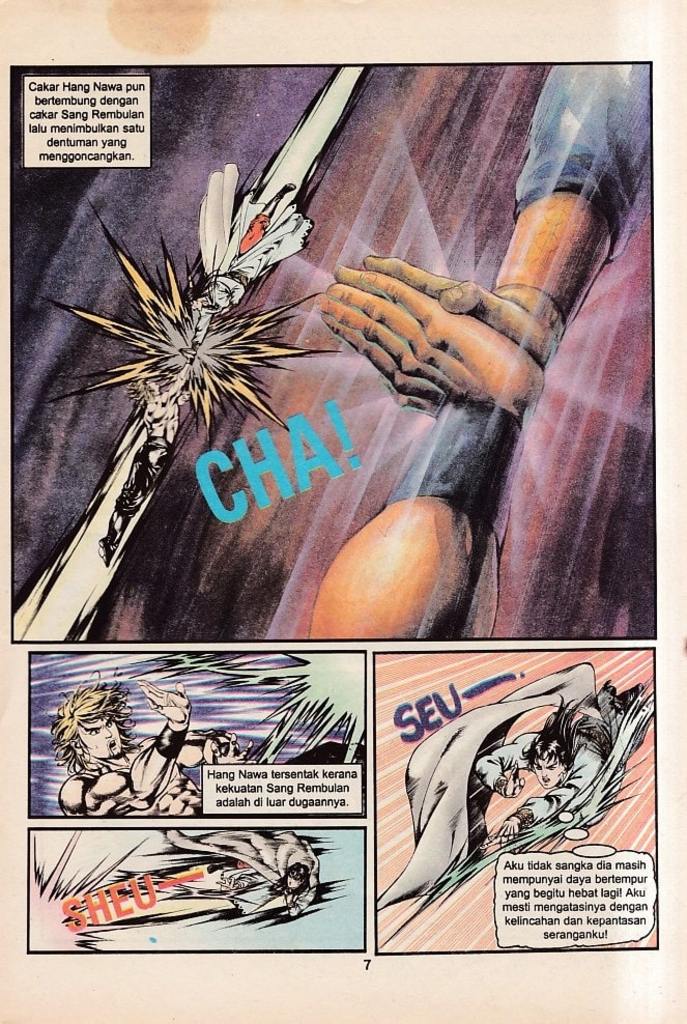 Cakar Hang Nawa pun
bertembung dengan
cakar Sang Rembulan
lalu menimbulkan satu
dentuman yang
menggoncangkan.
CHA!
Hang Nawa tersentak kerana
kekuatan Sang Rembulan
adalah di luar dugaannya.
SHEU
SEU
Aku tidak sangka dia masih
mempunyai daya bertempur
yang begitu hebat lagi! Aku
mesti mengatasinya dengan
kelincahan dan kepantasan
seranganku!
7